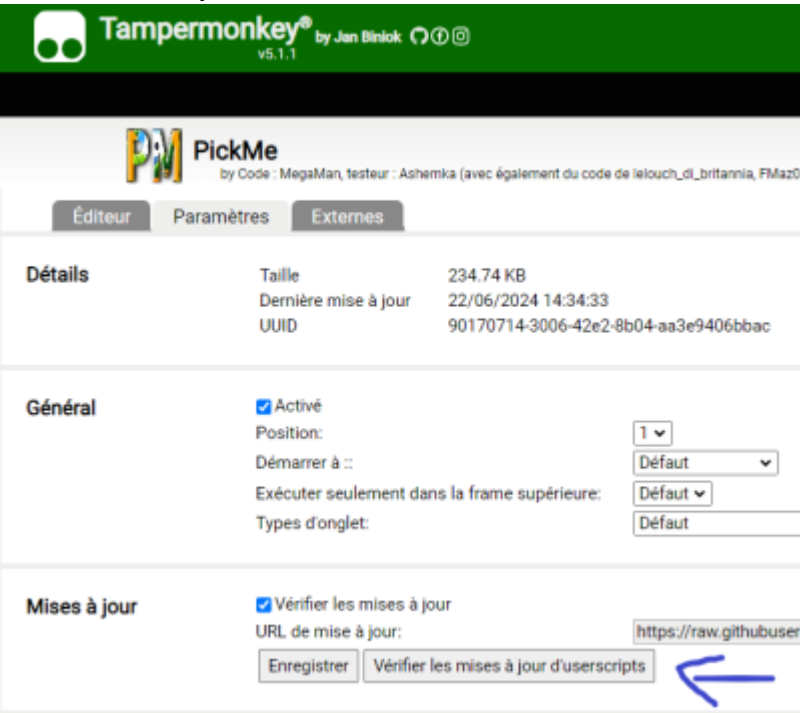 Tampermonkey® by Jan Biniok
v5.1.1
PM PickMe
by Code : MegaMan, testeur : Ashemka (avec également du code de lelouch_di_britannia, FMaz0
Éditeur Paramètres Externes
Détails Taille 234.74 KB
Dernière mise à jour 22/06/2024 14:34:33
UUID 90170714-3006-42e2-8b04-aa3e9406bbac
Général Activé
Position: 1
Démarrer à :: Défaut
Exécuter seulement dans la frame supérieure: Défaut
Types d'onglet: Défaut
Mises à jour Vérifier les mises à jour
URL de mise à jour: https://raw.githubuser
Enregistrer Vérifier les mises à jour d'userscripts